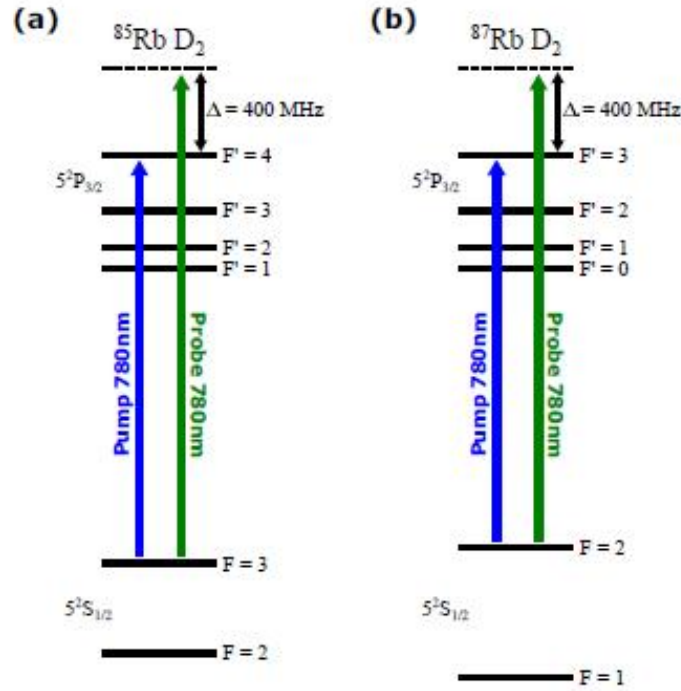 (a)
⁸⁵Rb D₂
Δ = 400 MHz
F' = 4
5²P₃/₂
F' = 3
F' = 2
F' = 1
Pump 780nm
Probe 780nm
F = 3
5²S₁/₂
F = 2
(b)
⁸⁷Rb D₂
Δ = 400 MHz
F' = 3
5²P₃/₂
F' = 2
F' = 1
F' = 0
Pump 780nm
Probe 780nm
F = 2
5²S₁/₂
F = 1